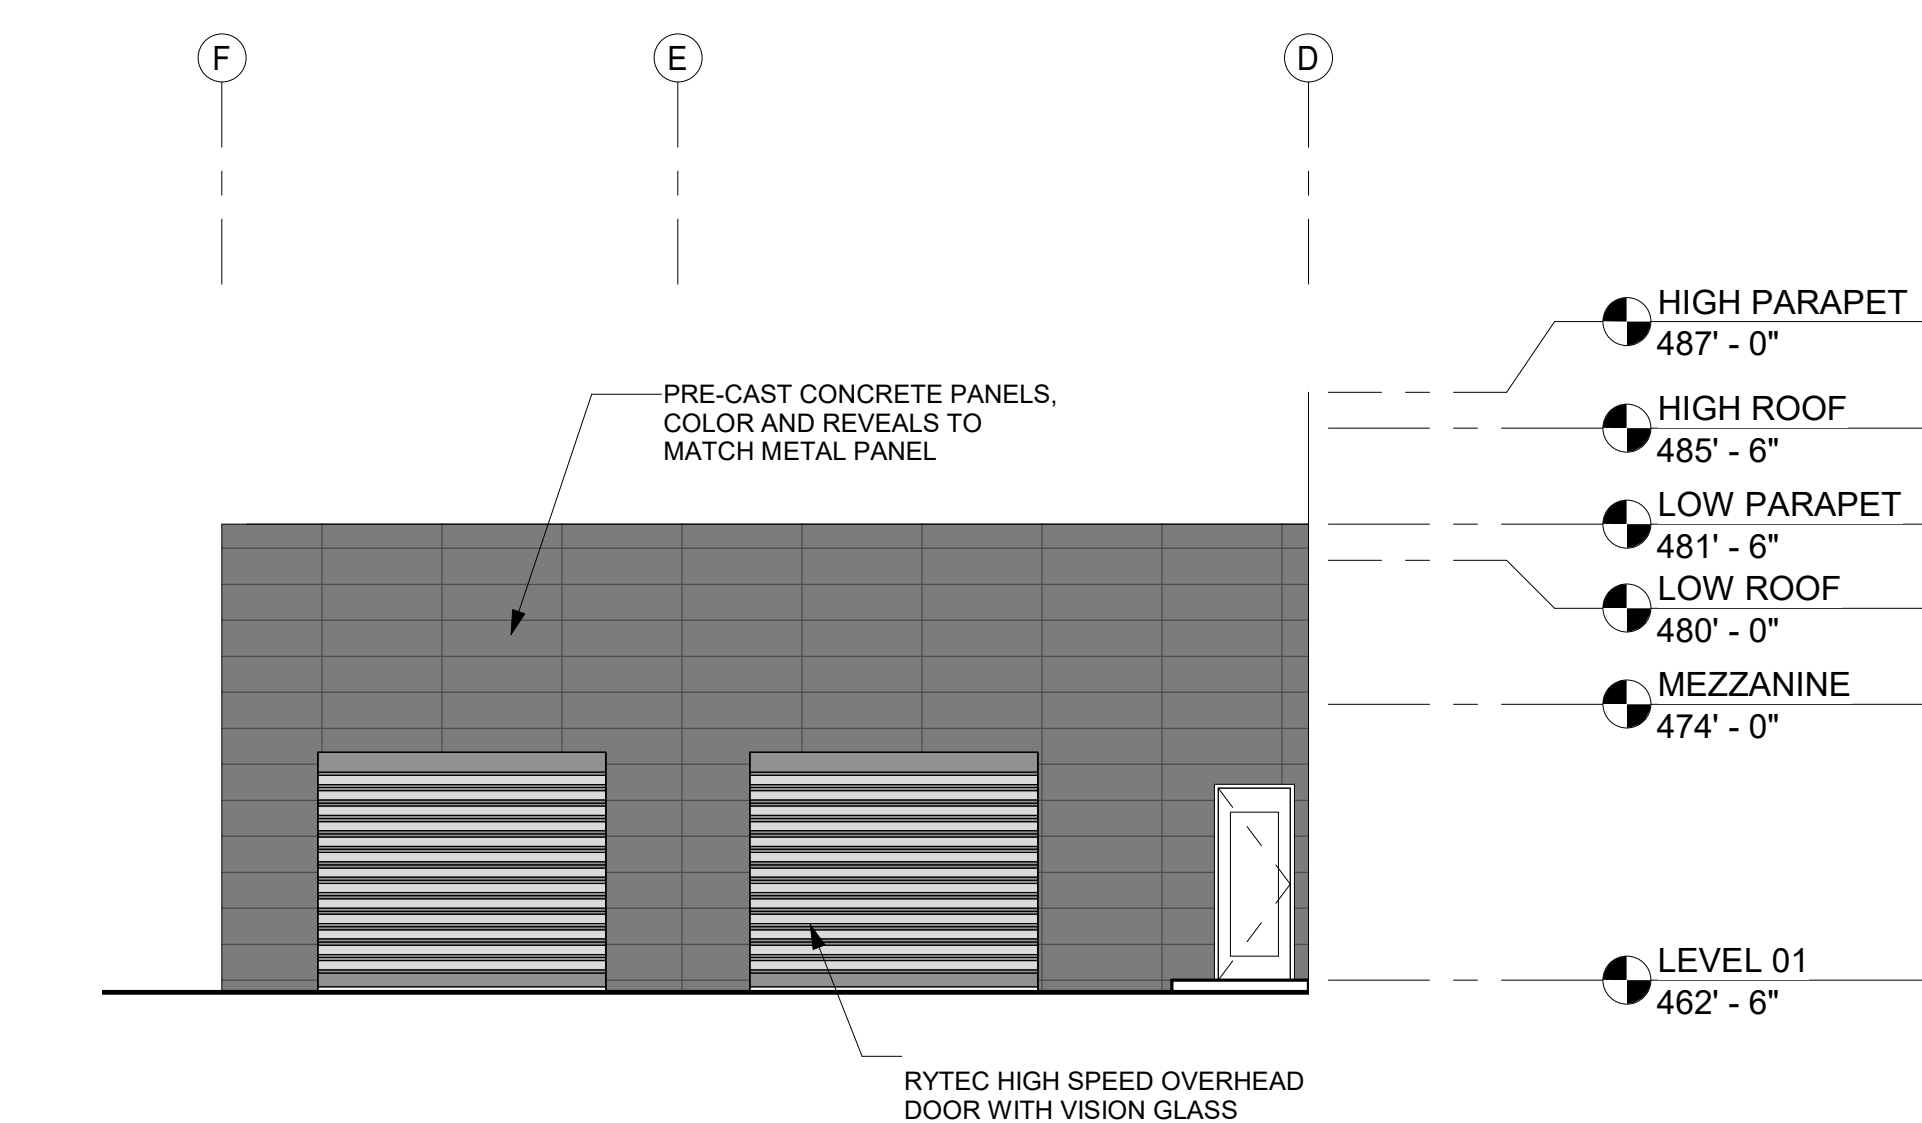 F
E
D
HIGH PARAPET
487' - 0"
PRE-CAST CONCRETE PANELS,
COLOR AND REVEALS TO
MATCH METAL PANEL
HIGH ROOF
485' - 6"
LOW PARAPET
481' - 6"
LOW ROOF
480' - 0"
MEZZANINE
474' - 0"
LEVEL 01
462' - 6"
RYTEC HIGH SPEED OVERHEAD
DOOR WITH VISION GLASS